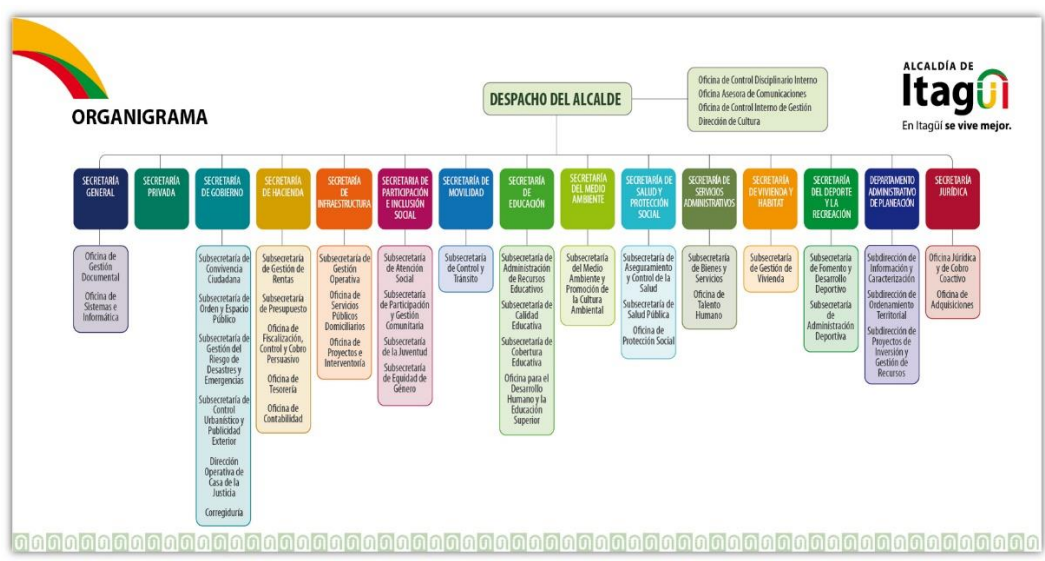 ORGANIGRAMA
DESPACHO DEL ALCALDE
Oficina de Control Disciplinario Interno
Oficina Asesora de Comunicaciones
Oficina de Control Interno de Gestión
Dirección de Cultura
ALCALDÍA DE
Itagüí
En Itagüí se vive mejor.
SECRETARÍA
GENERAL
Oficina de
Gestión
Documental
Oficina de
Sistemas e
Informática
SECRETARÍA
PRIVADA
SECRETARÍA
DE GOBIERNO
Subsecretaría de
Convivencia
Ciudadana
Subsecretaría de
Orden y Espacio
Público
Subsecretaría de
Gestión del
Riesgo de
Desastres y
Emergencias
Subsecretaría de
Control
Urbanístico y
Publicidad
Exterior
Dirección
Operativa de
Casa de la
Justicia
Corregiduría
SECRETARÍA
DE HACIENDA
Subsecretaría
de Gestión de
Rentas
Subsecretaría
de Presupuesto
Oficina de
Fiscalización,
Control y Cobro
Persuasivo
Oficina de
Tesorería
Oficina de
Contabilidad
SECRETARÍA
DE
INFRAESTRUCTURA
Subsecretaría de
Gestión
Operativa
Oficina de
Servicios
Públicos
Domiciliarios
Oficina de
Proyectos e
Interventoría
SECRETARIA DE
PARTICIPACIÓN
E INCLUSIÓN
SOCIAL
Subsecretaría
de Atención
Social
Subsecretaría
de Participación
y Gestión
Comunitaria
Subsecretaría
de la Juventud
Subsecretaría
de Equidad de
Género
SECRETARÍA DE
MOVILIDAD
Subsecretaría
de Control y
Tránsito
SECRETARÍA
DE
EDUCACIÓN
Subsecretaría de
Administración
de Recursos
Educativos
Subsecretaría de
Calidad
Educativa
Subsecretaría de
Cobertura
Educativa
Oficina para el
Desarrollo
Humano y la
Educación
Superior
SECRETARÍA
DEL MEDIO
AMBIENTE
Subsecretaría
del Medio
Ambiente y
Promoción de
la Cultura
Ambiental
SECRETARÍA DE
SALUD Y
PROTECCIÓN
SOCIAL
Subsecretaría de
Aseguramiento
y Control de la
Salud
Subsecretaría de
Salud Pública
Oficina de
Protección Social
SECRETARÍA DE
SERVICIOS
ADMINISTRATIVOS
Subsecretaría
de Bienes y
Servicios
Oficina de
Talento
Humano
SECRETARÍA
DE VIVIENDA Y
HABITAT
Subsecretaría
de Gestión de
Vivienda
SECRETARÍA
DEL DEPORTE
Y LA
RECREACIÓN
Subsecretaría
de Fomento y
Desarrollo
Deportivo
Subsecretaría
de
Administración
Deportiva
DEPARTAMENTO
ADMINISTRATIVO
DE PLANEACIÓN
Subdirección de
Información y
Caracterización
Subdirección de
Ordenamiento
Territorial
Subdirección de
Proyectos de
Inversión y
Gestión de
Recursos
SECRETARÍA
JURÍDICA
Oficina Jurídica
y de Cobro
Coactivo
Oficina de
Adquisiciones